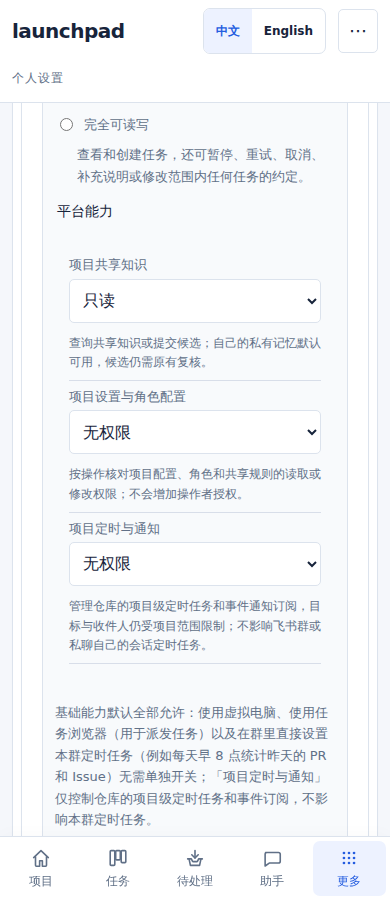 launchpad
中文 English ...
个人设置
完全可读写
查看和创建任务，还可暂停、重试、取消、
补充说明或修改范围内任何任务的约定。
平台能力
项目共享知识
只读
查询共享知识或提交候选；自己的私有记忆默认
可用，候选仍需原有复核。
项目设置与角色配置
无权限
按操作核对项目配置、角色和共享规则的读取或
修改权限；不会增加操作者授权。
项目定时与通知
无权限
管理仓库的项目级定时任务和事件通知订阅，目
标与收件人仍受项目范围限制；不影响飞书群或
私聊自己的会话定时任务。
基础能力默认全部允许：使用虚拟电脑、使用任
务浏览器（用于派发任务）以及在群里直接设置
本群定时任务（例如每天早 8 点统计昨天的 PR
和 Issue）无需单独开关；「项目定时与通知」
仅控制仓库的项目级定时任务和事件订阅，不影
响本群定时任务。
项目 任务 待处理 助手 更多